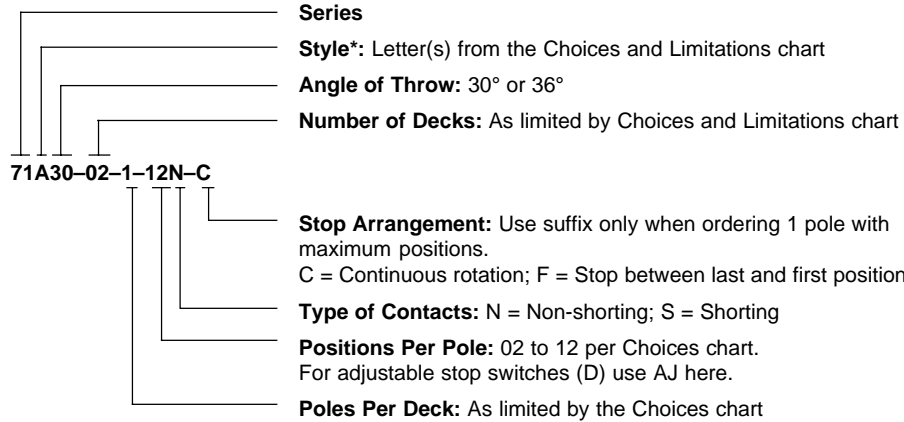 Series
Style*: Letter(s) from the Choices and Limitations chart
Angle of Throw: 30° or 36°
Number of Decks: As limited by Choices and Limitations chart
71A30–02–1–12N–C
Stop Arrangement: Use suffix only when ordering 1 pole with
maximum positions.
C = Continuous rotation; F = Stop between last and first position
Type of Contacts: N = Non-shorting; S = Shorting
Positions Per Pole: 02 to 12 per Choices chart.
For adjustable stop switches (D) use AJ here.
Poles Per Deck: As limited by the Choices chart